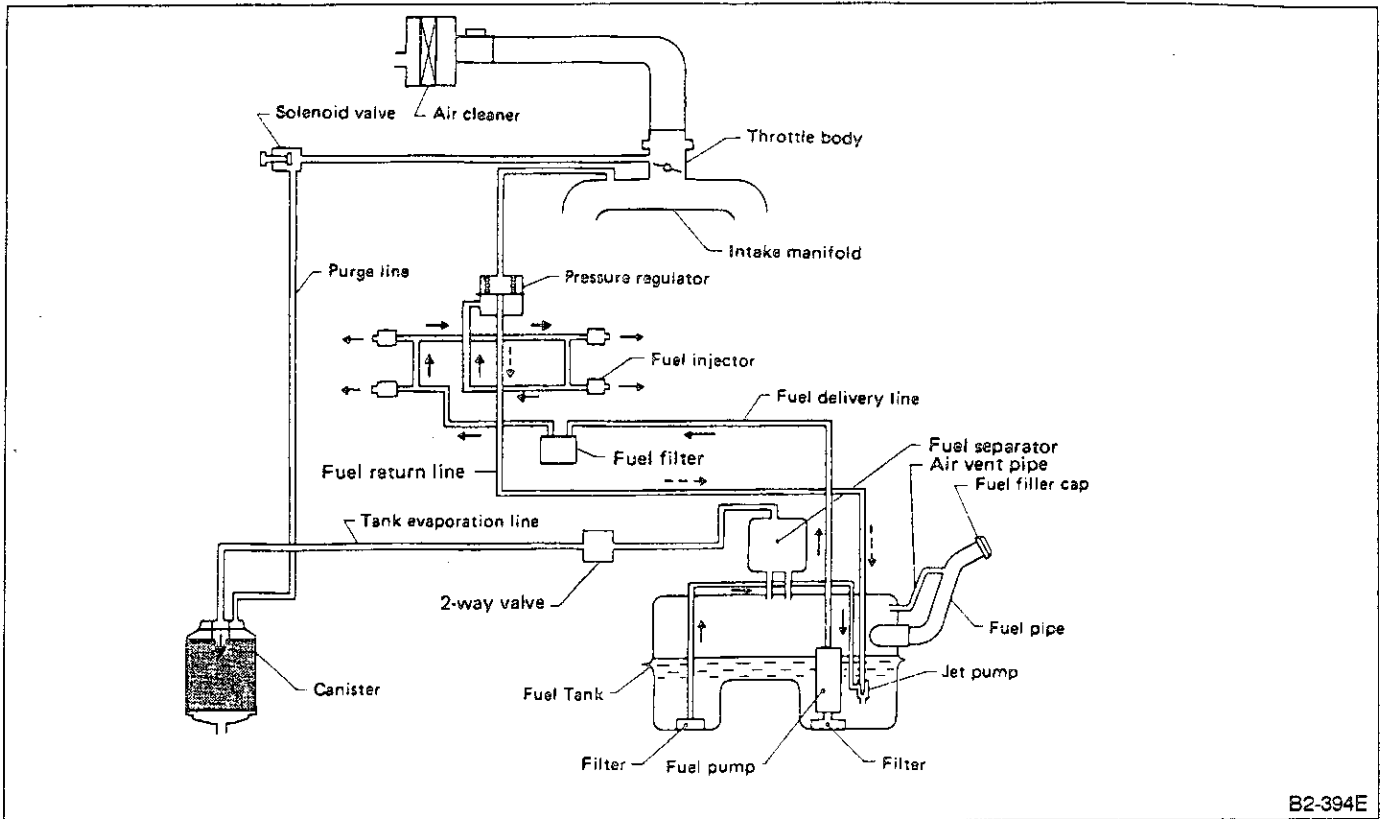 Solenoid valve
Air cleaner
Throttle body
Intake manifold
Purge line
Pressure regulator
Fuel injector
Fuel delivery line
Fuel separator
Air vent pipe
Fuel filler cap
Fuel filter
Fuel return line
Tank evaporation line
2-way valve
Fuel pipe
Canister
Fuel Tank
Jet pump
Filter
Fuel pump
Filter
B2-394E